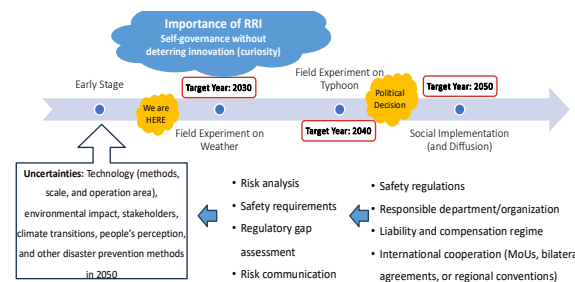 Importance of RRI
Self-governance without
deterring innovation (curiosity)
Early Stage
We are
HERE
Target Year: 2030
Field Experiment on
Weather
Field Experiment on
Typhoon
Target Year: 2040
Political
Decision
Target Year: 2050
Social Implementation
(and Diffusion)
Uncertainties: Technology (methods,
scale, and operation area),
environmental impact, stakeholders,
climate transitions, people's perception,
and other disaster prevention methods
in 2050
• Risk analysis
• Safety requirements
• Regulatory gap
assessment
• Risk communication
• Safety regulations
• Responsible department/organization
• Liability and compensation regime
• International cooperation (MoUs, bilatera
agreements, or regional conventions)